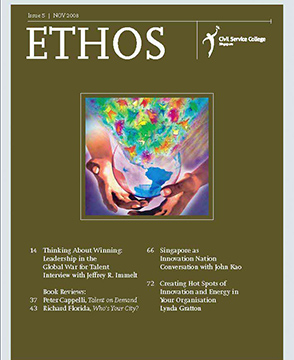 Issue 5 | NOV 2008
ETHOS
Civil Service College
Singapore
14 Thinking About Winning:
Leadership in the
Global War for Talent
Interview with Jeffrey R. Immelt
Book Reviews:
37 Peter Cappelli, Talent on Demand
43 Richard Florida, Who's Your City?
66 Singapore as
Innovation Nation
Conversation with John Kao
72 Creating Hot Spots of
Innovation and Energy in
Your Organisation
Lynda Gratton